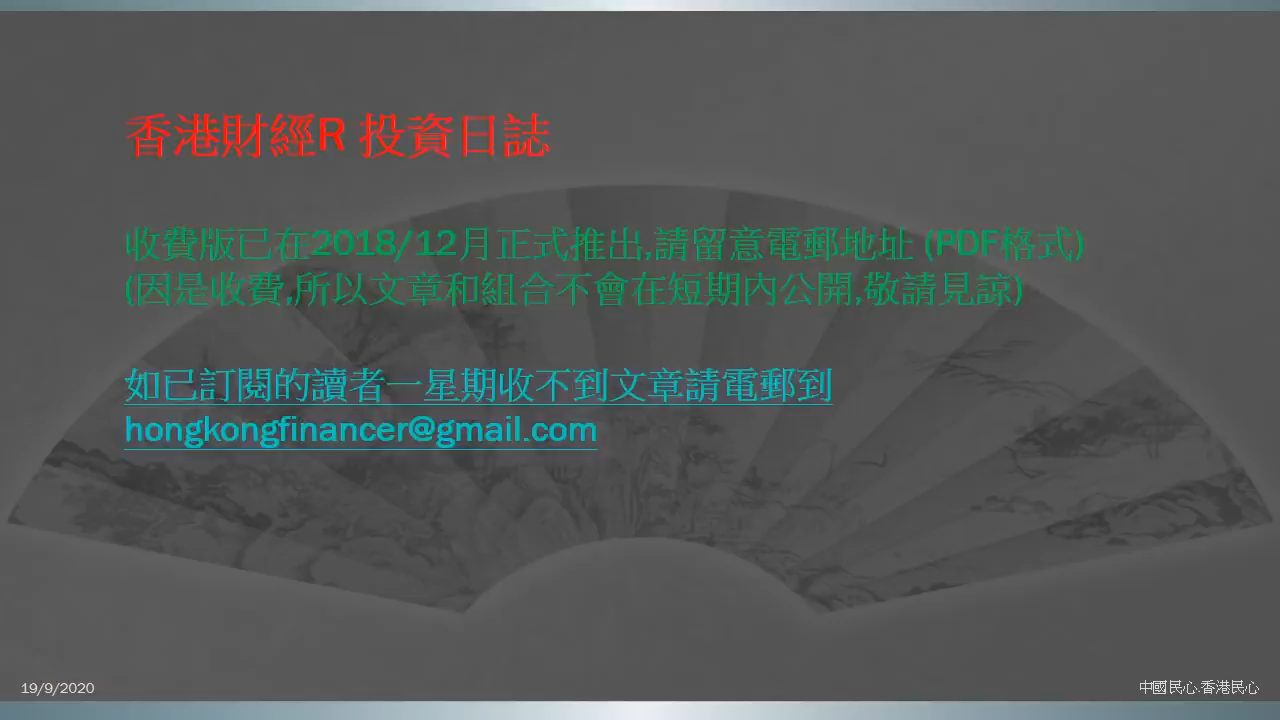 香港財經R 投資日誌
收費版已在2018/12月正式推出,請留意電郵地址 (PDF格式)
(因是收費,所以文章和組合不會在短期內公開,敬請見諒)
如已訂閱的讀者一星期收不到文章請電郵到
hongkongfinancer@gmail.com
19/9/2020
中國民心.香港民心